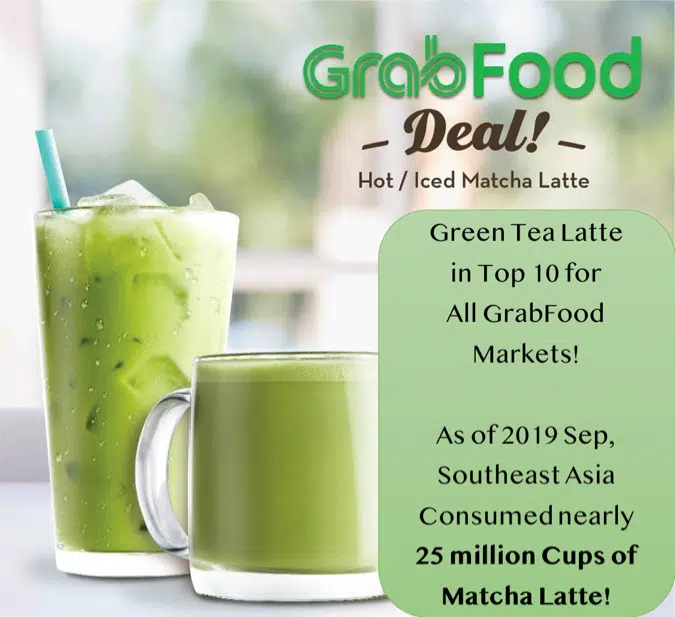 GrabFood
Deal!
Hot / Iced Matcha Latte
Green Tea Latte
in Top 10 for
All GrabFood
Markets!
As of 2019 Sep,
Southeast Asia
Consumed nearly
25 million Cups of
Matcha Latte!